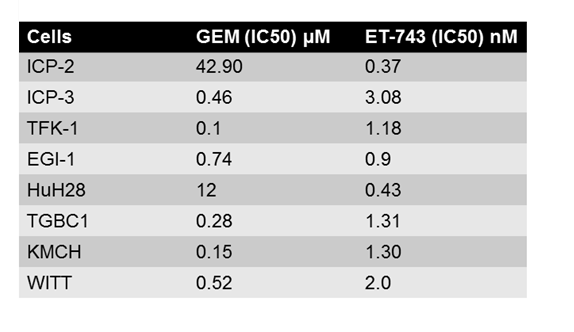 Cells GEM (IC50) µM ET-743 (IC50) nM
ICP-2 42.90 0.37
ICP-3 0.46 3.08
TFK-1 0.1 1.18
EGI-1 0.74 0.9
HuH28 12 0.43
TGBC1 0.28 1.31
KMCH 0.15 1.30
WITT 0.52 2.0